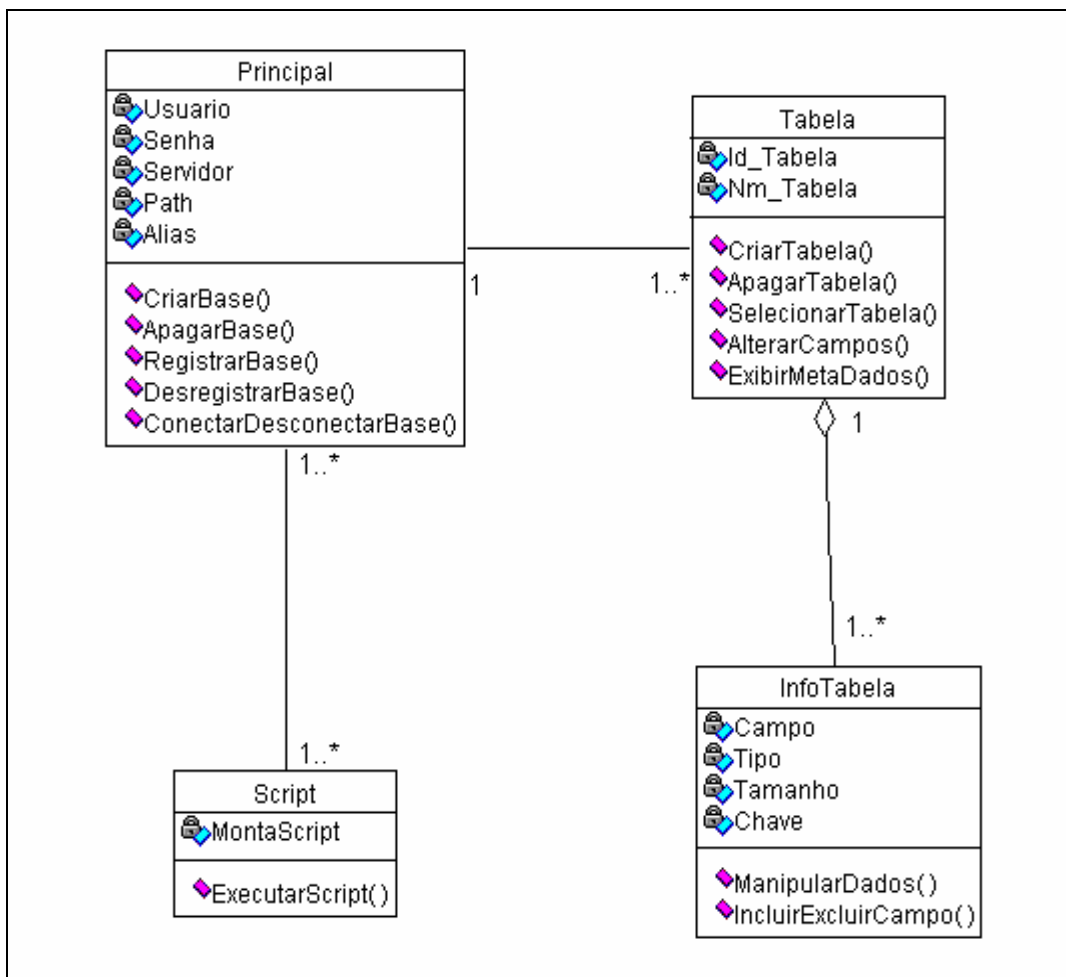 Principal
Usuario
Senha
Servidor
Path
Alias
CriarBase()
ApagarBase()
RegistrarBase()
DesregistrarBase()
ConectarDesconectarBase()
1
1..*
Tabela
Id_Tabela
Nm_Tabela
CriarTabela()
ApagarTabela()
SelecionarTabela()
AlterarCampos()
ExibirMetaDados()
1
1..*
1..*
1..*
Script
MontaScript
ExecutarScript()
InfoTabela
Campo
Tipo
Tamanho
Chave
ManipularDados()
IncluirExcluirCampo()